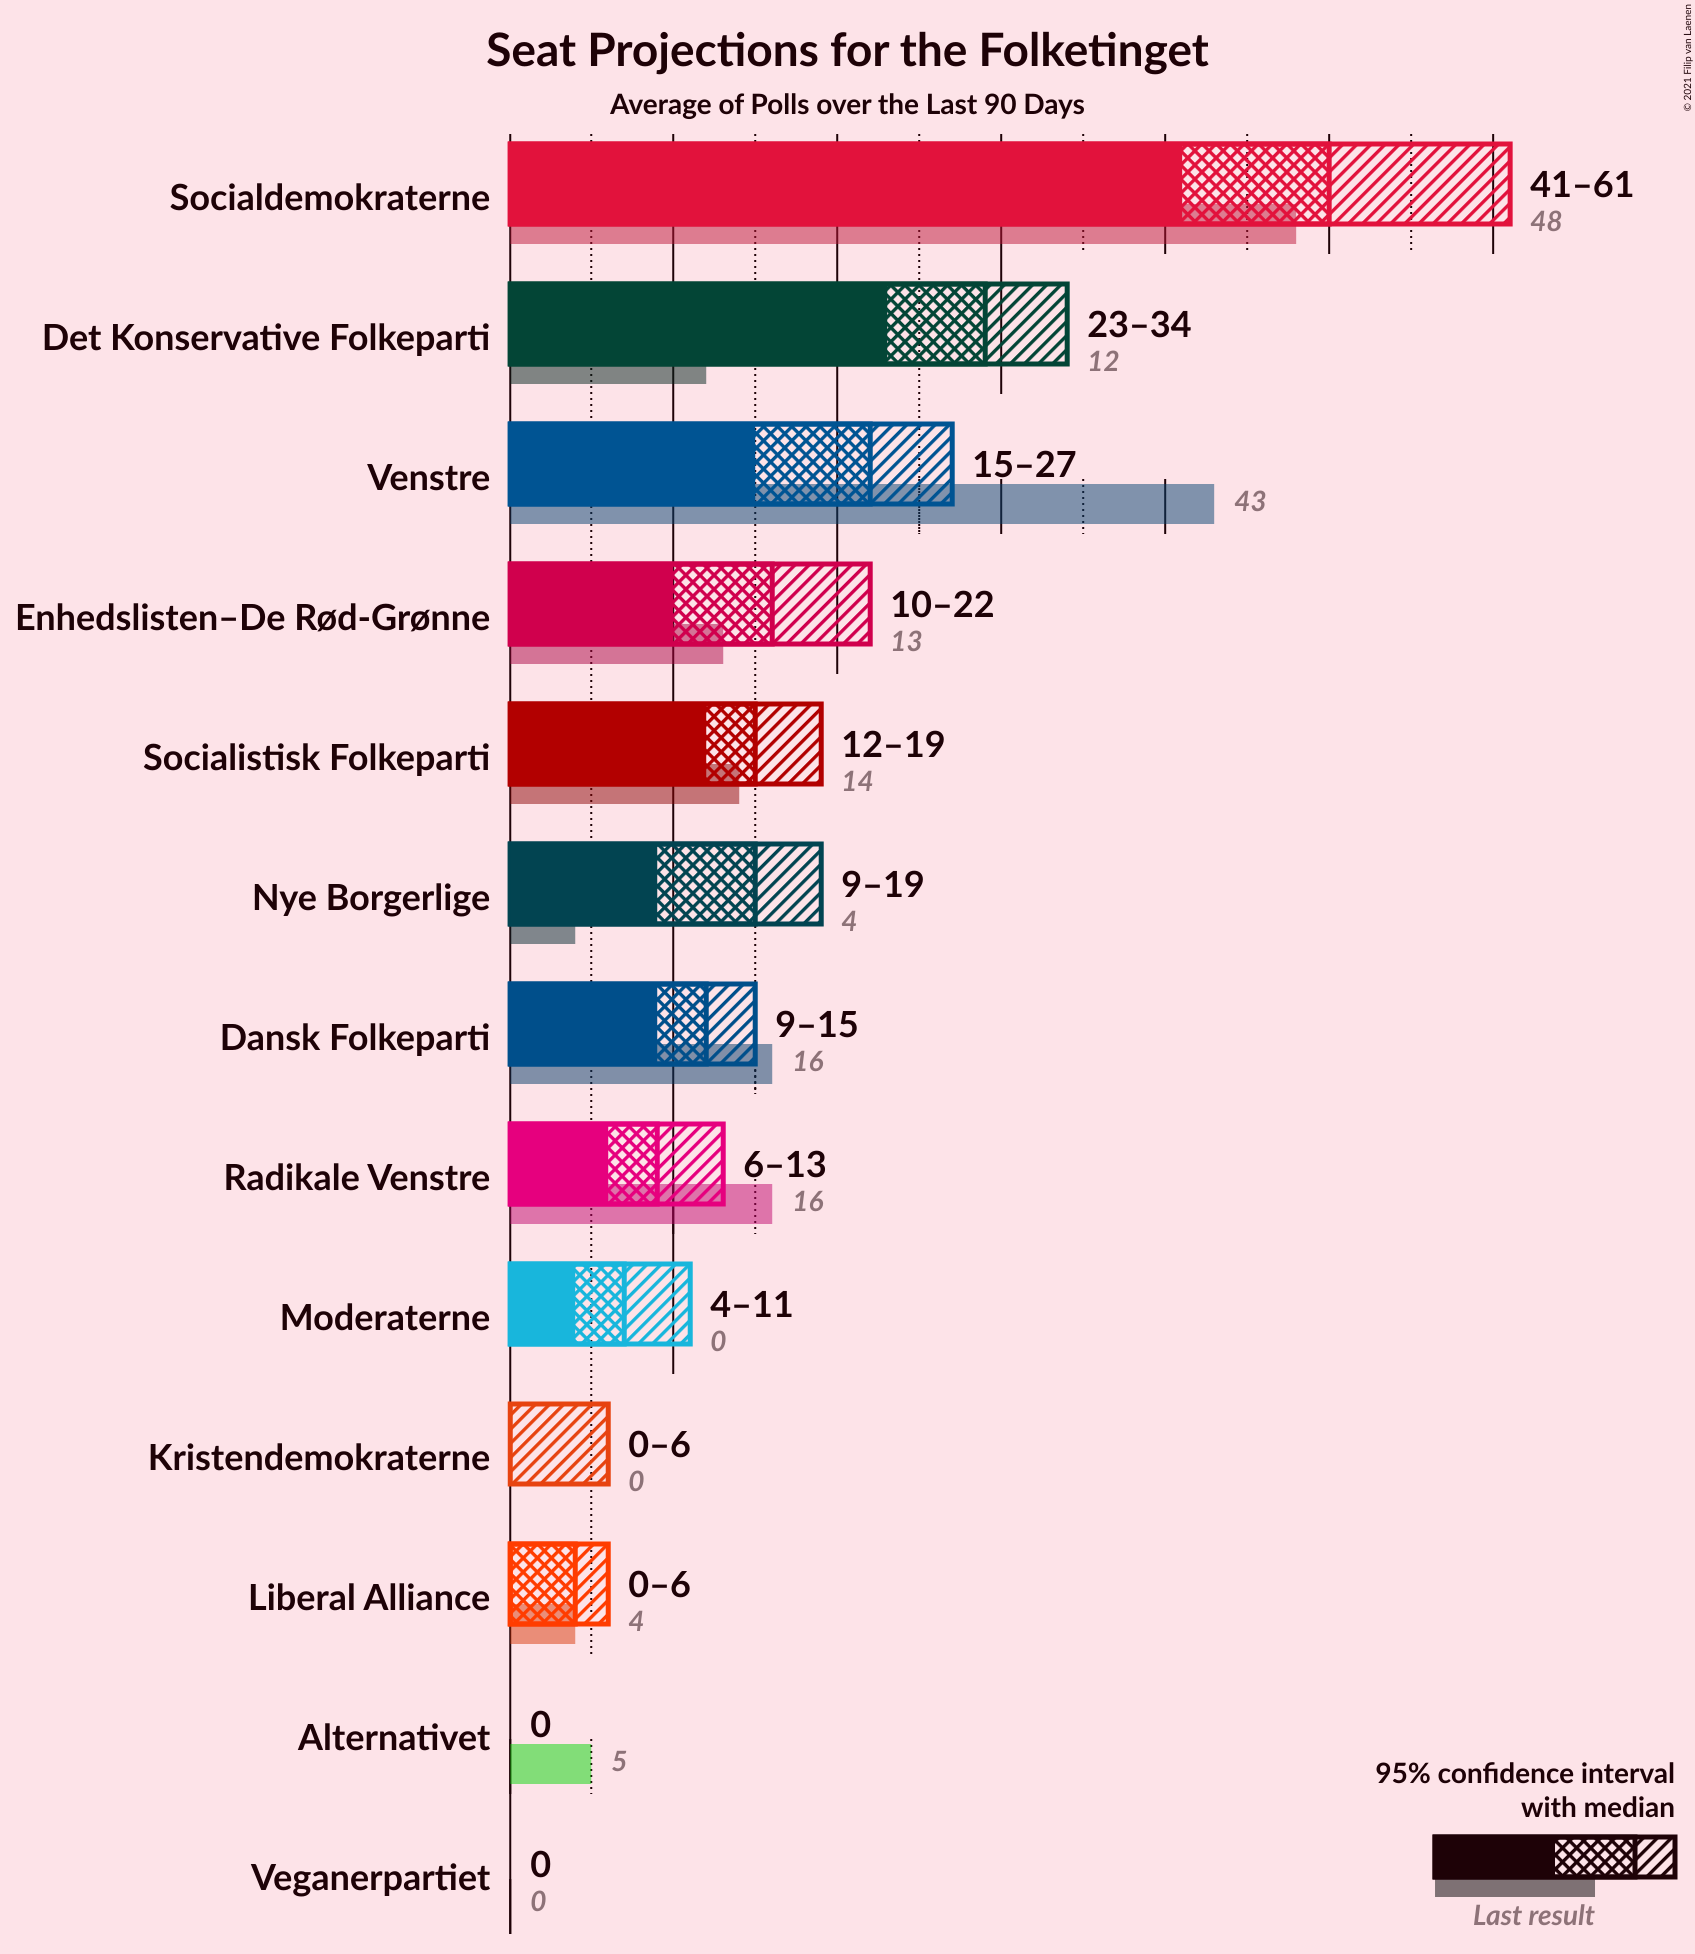 Seat Projections for the Folketinget
Average of Polls over the Last 90 Days
© 2021 Filip van Laenen
Socialdemokraterne
41–61
48
Det Konservative Folkeparti
23–34
12
Venstre
15–27
43
Enhedslisten–De Rød-Grønne
10–22
13
Socialistisk Folkeparti
12–19
14
Nye Borgerlige
9–19
4
Dansk Folkeparti
9–15
16
Radikale Venstre
6–13
16
Moderaterne
4–11
0
Kristendemokraterne
0–6
0
Liberal Alliance
0–6
4
Alternativet
0
5
Veganerpartiet
0
0
95% confidence interval
with median
Last result